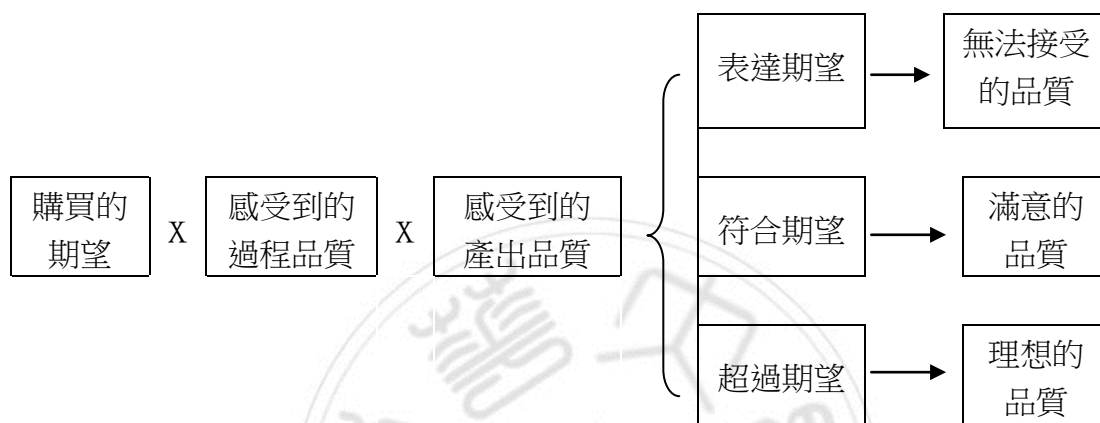 購買的
期望
X
感受到的
過程品質
X
感受到的
產出品質
表達期望
無法接受
的品質
符合期望
滿意的
品質
超過期望
理想的
品質